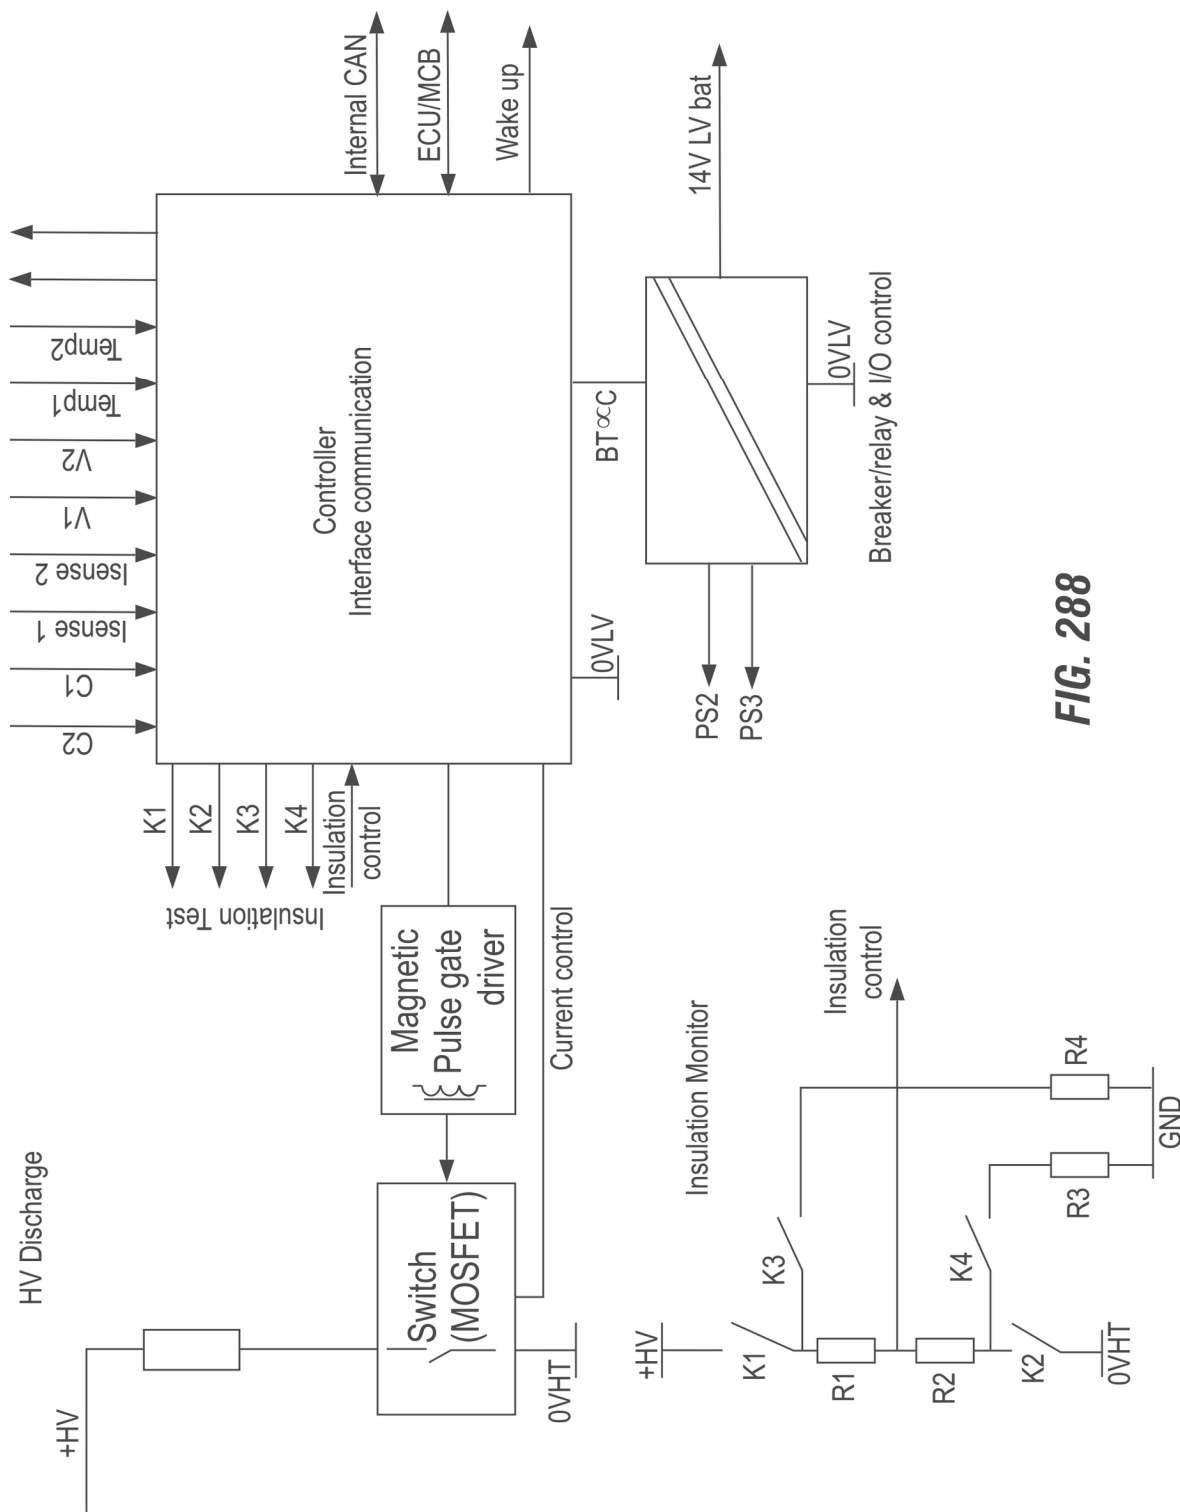 HV Discharge
+HV
Switch
(MOSFET)
0VHT
Magnetic
Pulse gate
driver
Current control
Insulation Test
K1
K2
K3
K4
Insulation
control
C2
C1
Isense 1
Isense 2
V1
V2
Temp1
Temp2
Controller
Interface communication
Internal CAN
ECU/MCB
Wake up
0VLV
BT∝C
14V LV bat
PS2
PS3
0VLV
Breaker/relay & I/O control
Insulation Monitor
+HV
K1
K3
R1
R2
K4
K2
0VHT
Insulation
control
R3
R4
GND
FIG. 288